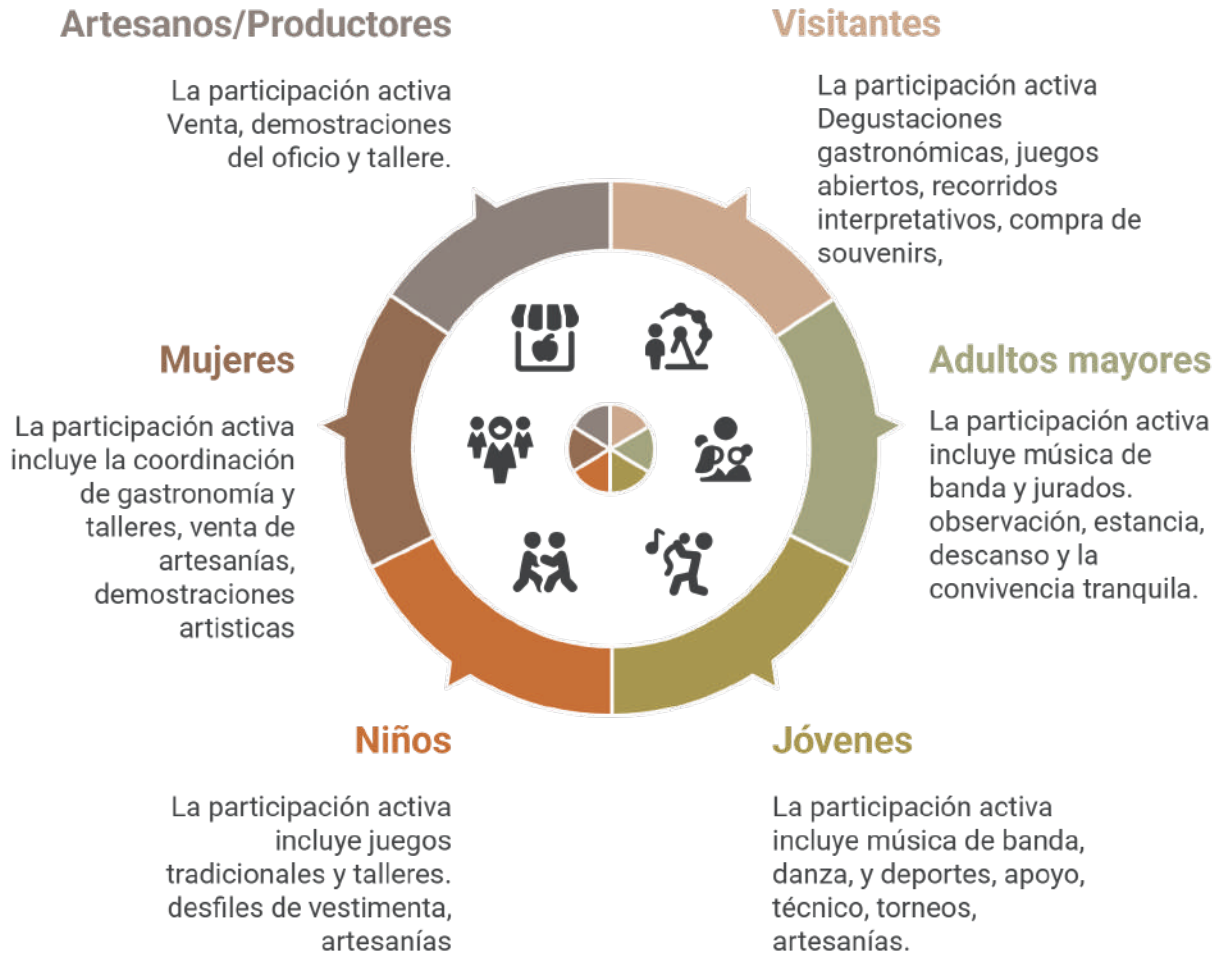 Artesanos/Productores
La participación activa
Venta, demostraciones
del oficio y tallere.
Visitantes
La participación activa
Degustaciones
gastronómicas, juegos
abiertos, recorridos
interpretativos, compra de
souvenirs,
Mujeres
La participación activa
incluye la coordinación
de gastronomía y
talleres, venta de
artesanías,
demostraciones
artisticas
Adultos mayores
La participación activa
incluye música de
banda y jurados.
observación, estancia,
descanso y la
convivencia tranquila.
Niños
La participación activa
incluye juegos
tradicionales y talleres.
desfiles de vestimenta,
artesanías
Jóvenes
La participación activa
incluye música de banda,
danza, y deportes, apoyo,
técnico, torneos,
artesanías.